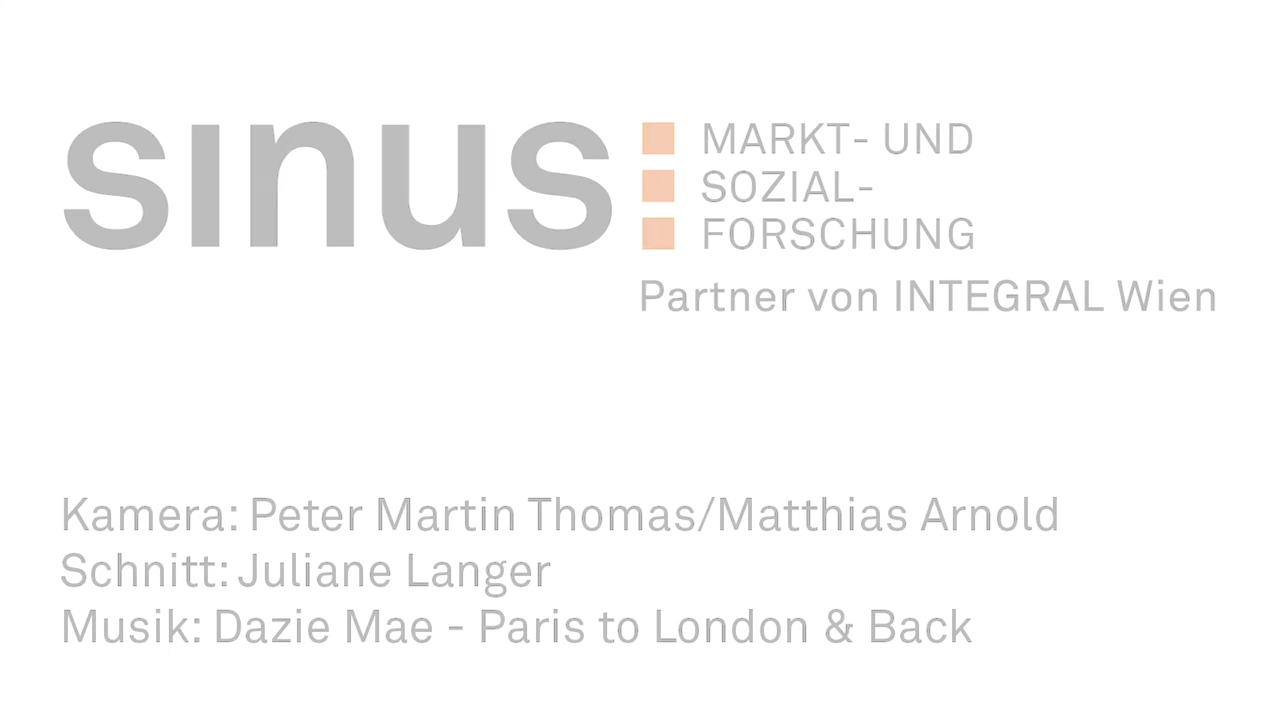 sinus
MARKT- UND
SOZIAL-
FORSCHUNG
Partner von INTEGRAL Wien
Kamera: Peter Martin Thomas/Matthias Arnold
Schnitt: Juliane Langer
Musik: Dazie Mae - Paris to London & Back